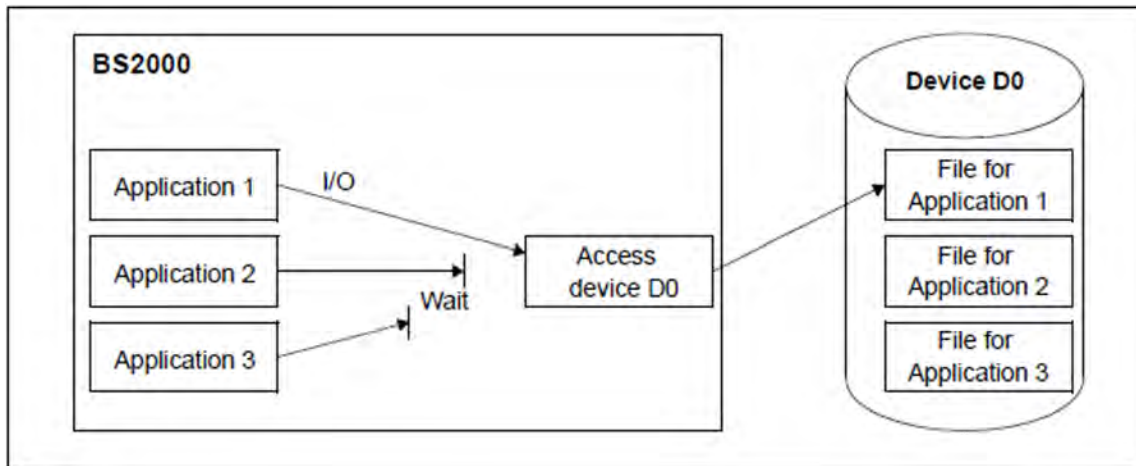 BS2000
Device D0
Application 1
I/O
Application 2
Wait
Application 3
Access
device D0
File for
Application 1
File for
Application 2
File for
Application 3